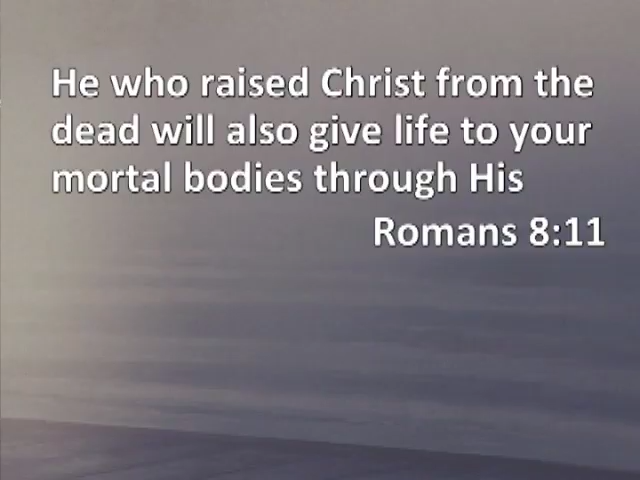 He who raised Christ from the
dead will also give life to your
mortal bodies through His
Romans 8:11